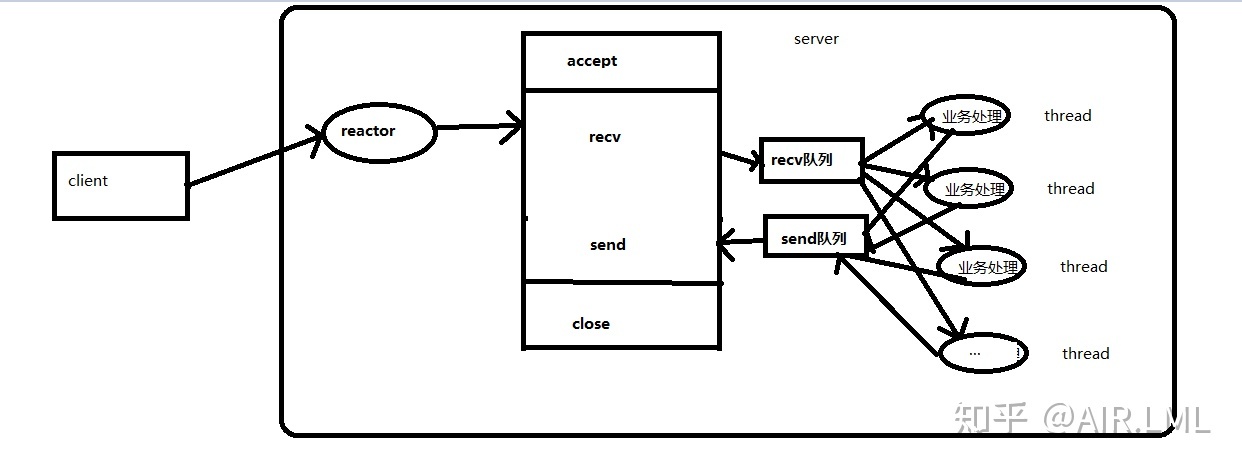 server
accept
业务处理
thread
reactor
recv
recv队列
client
业务处理
thread
send队列
send
业务处理
thread
close
...
thread
知乎 @AIR.LML